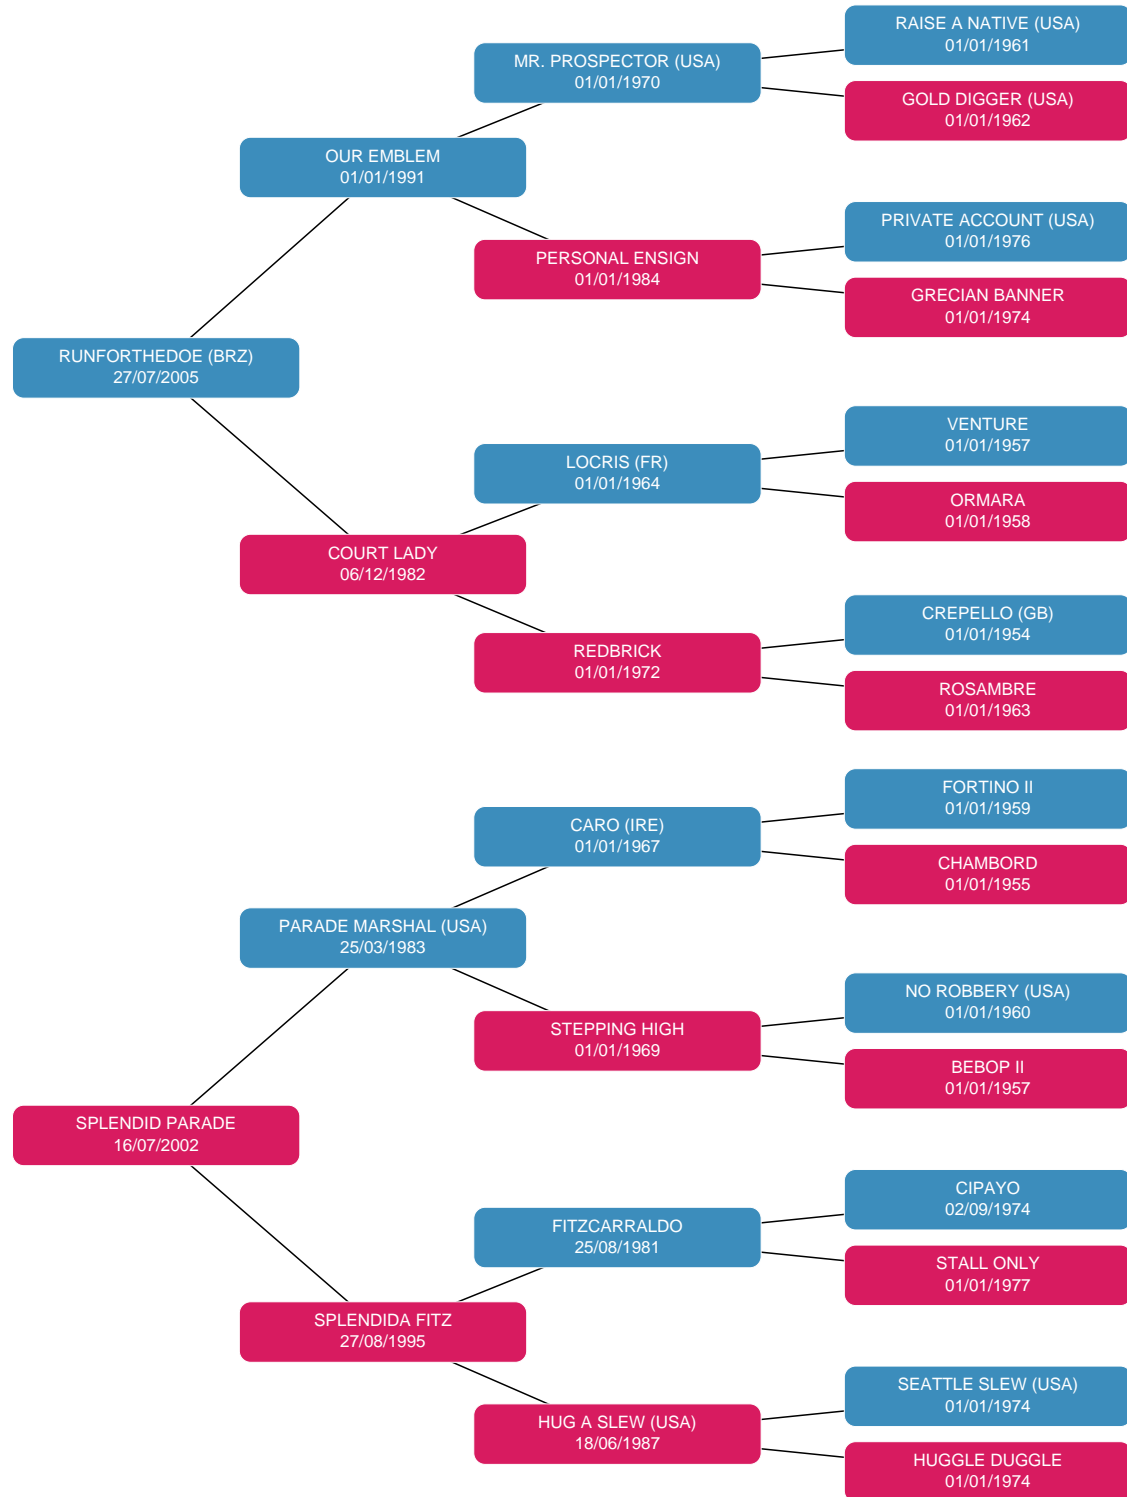 RAISE A NATIVE (USA)
01/01/1961
MR. PROSPECTOR (USA)
01/01/1970
GOLD DIGGER (USA)
01/01/1962
OUR EMBLEM
01/01/1991
PRIVATE ACCOUNT (USA)
01/01/1976
PERSONAL ENSIGN
01/01/1984
GRECIAN BANNER
01/01/1974
RUNFORTHEDOE (BRZ)
27/07/2005
VENTURE
01/01/1957
LOCRIS (FR)
01/01/1964
ORMARA
01/01/1958
COURT LADY
06/12/1982
CREPELLO (GB)
01/01/1954
REDBRICK
01/01/1972
ROSAMBRE
01/01/1963
FORTINO II
01/01/1959
CARO (IRE)
01/01/1967
CHAMBORD
01/01/1955
PARADE MARSHAL (USA)
25/03/1983
NO ROBBERY (USA)
01/01/1960
STEPPING HIGH
01/01/1969
BEBOP II
01/01/1957
SPLENDID PARADE
16/07/2002
CIPAYO
02/09/1974
FITZCARRALDO
25/08/1981
STALL ONLY
01/01/1977
SPLENDIDA FITZ
27/08/1995
SEATTLE SLEW (USA)
01/01/1974
HUG A SLEW (USA)
18/06/1987
HUGGLE DUGGLE
01/01/1974